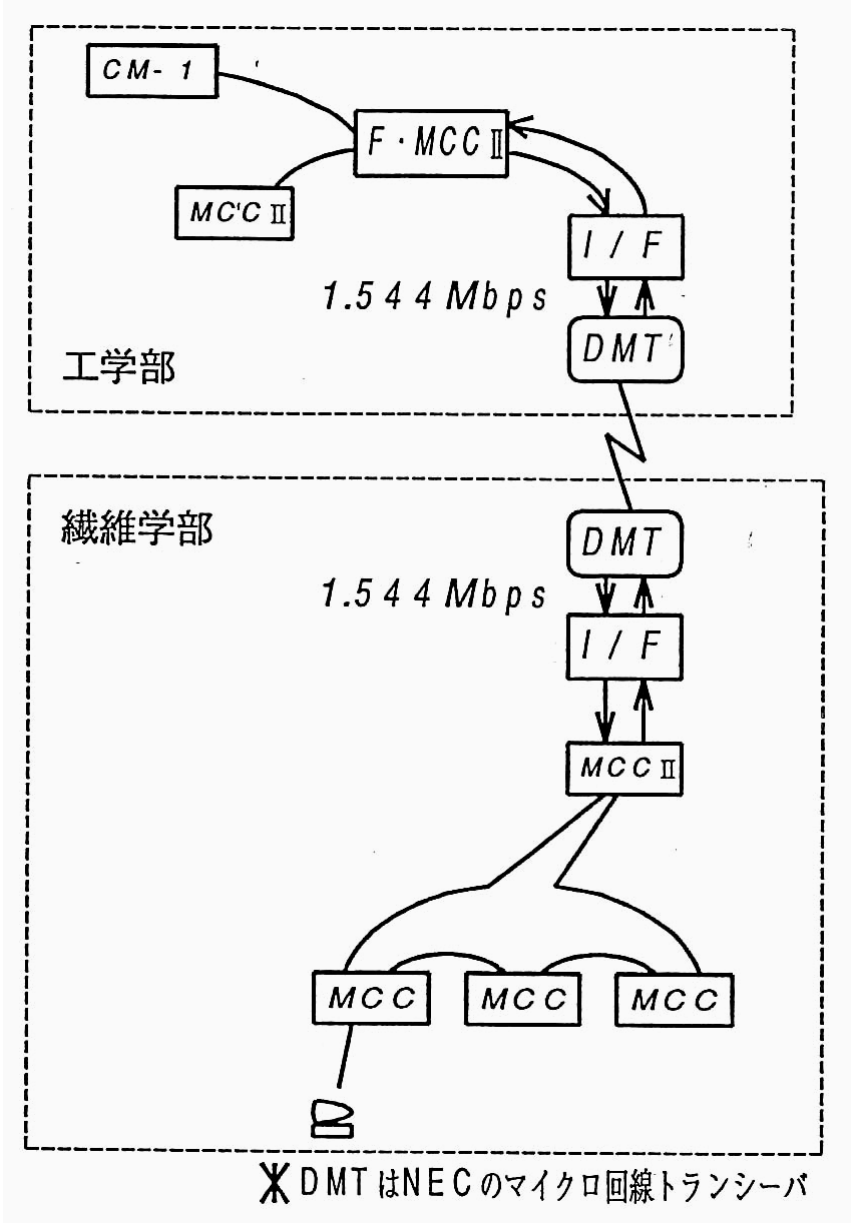 CM-1
F・MCCⅡ
MCCⅡ
I/F
1.544Mbps
DMT
工学部
繊維学部
DMT
1.544Mbps
I/F
MCCⅡ
MCC MCC MCC
※DMTはNECのマイクロ回線トランシーバ